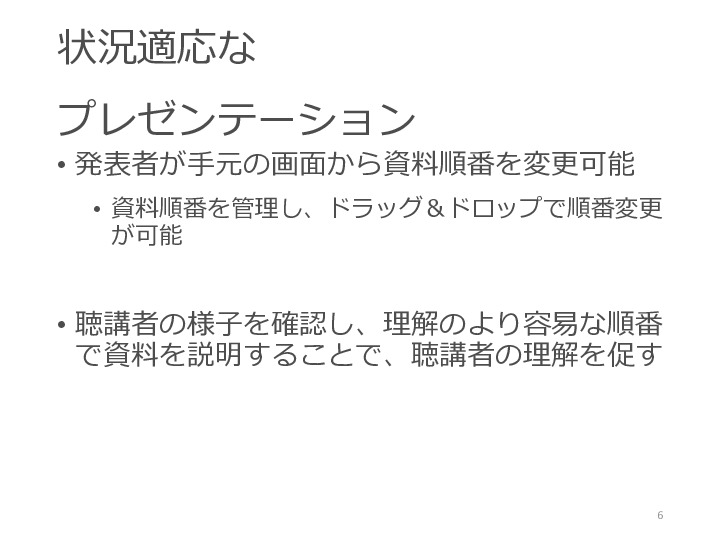 状況適応な
プレゼンテーション
• 発表者が手元の画面から資料順番を変更可能
• 資料順番を管理し、ドラッグ＆ドロップで順番変更
が可能
• 聴講者の様子を確認し、理解のより容易な順番
で資料を説明することで、聴講者の理解を促す
6